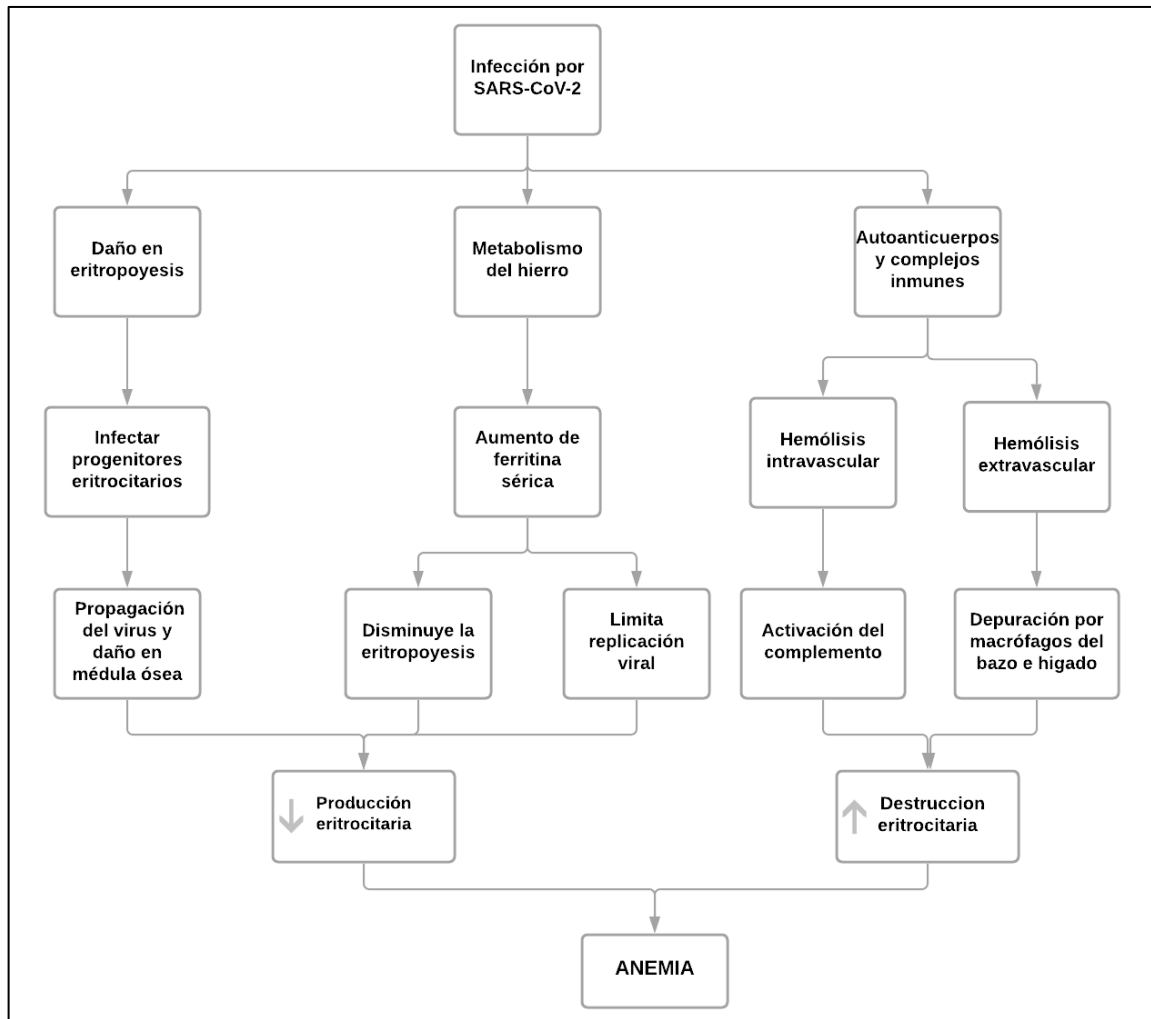 Infección por
SARS-CoV-2
Daño en
eritropoyesis
Metabolismo
del hierro
Autoanticuerpos
y complejos
inmunes
Infectar
progenitores
eritrocitarios
Aumento de
ferritina
sérica
Hemólisis
intravascular
Hemólisis
extravascular
Propagación
del virus y
daño en
médula ósea
Disminuye la
eritropoyesis
Limita
replicación
viral
Activación del
complemento
Depuración por
macrófagos del
bazo e higado
Producción
eritrocitaria
Destruccion
eritrocitaria
ANEMIA